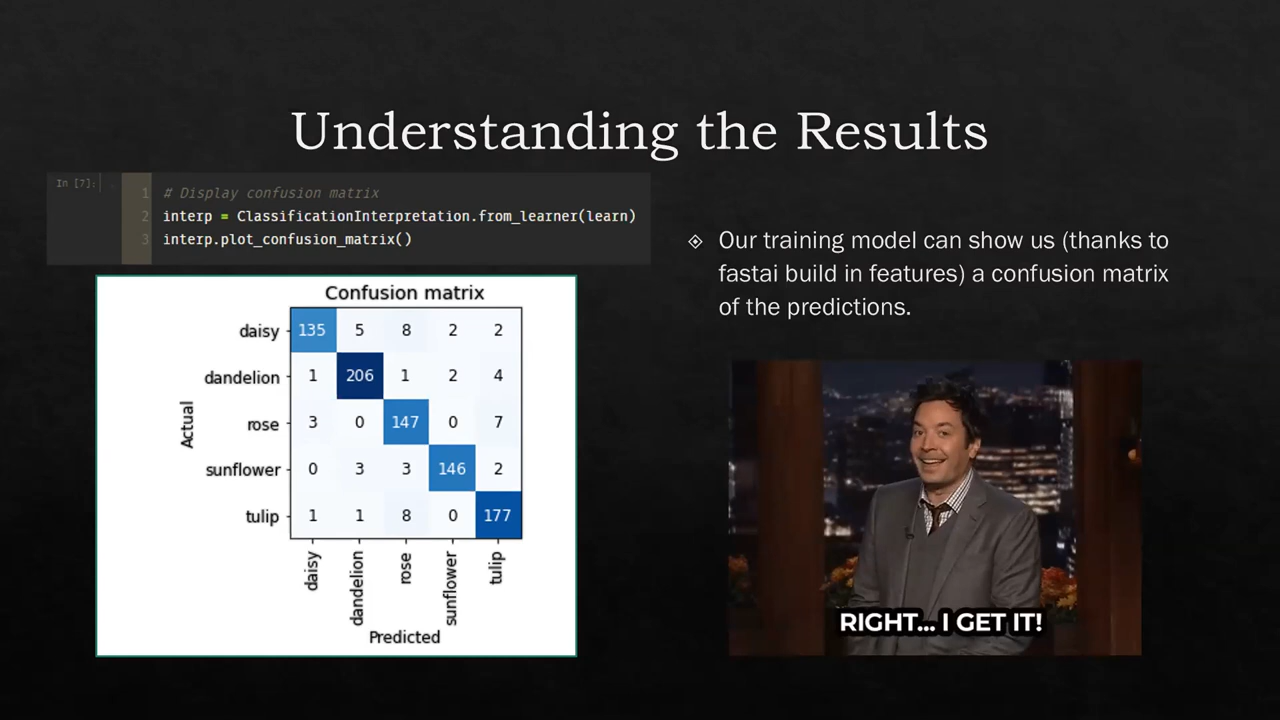 Understanding the Results
In [7]:
1 # Display confusion matrix
2 interp = ClassificationInterpretation.from_learner(learn)
3 interp.plot_confusion_matrix()
Our training model can show us (thanks to
fastai build in features) a confusion matrix
of the predictions.
Confusion matrix
daisy 135 5 8 2 2
dandelion 1 206 1 2 4
rose 3 0 147 0 7
sunflower 0 3 3 146 2
tulip 1 1 8 0 177
Actual
daisy dandelion rose sunflower tulip
Predicted
RIGHT... I GET IT!